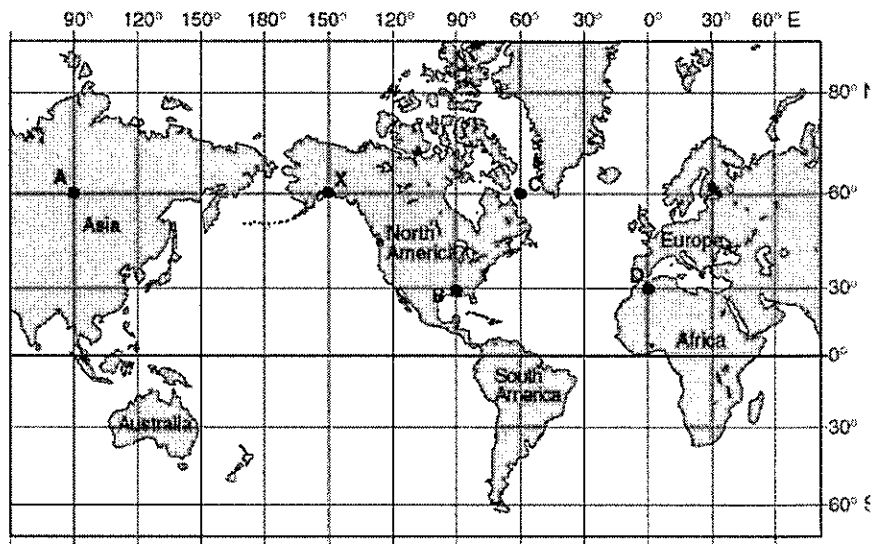 90° 120° 150° 180° 150° 120° 90° 60° 30° 0° 30° 60° E
80°
A X C
60°
Asia North America Europe
D
B
30°
Africa
0°
South America
Australia
30°
60°